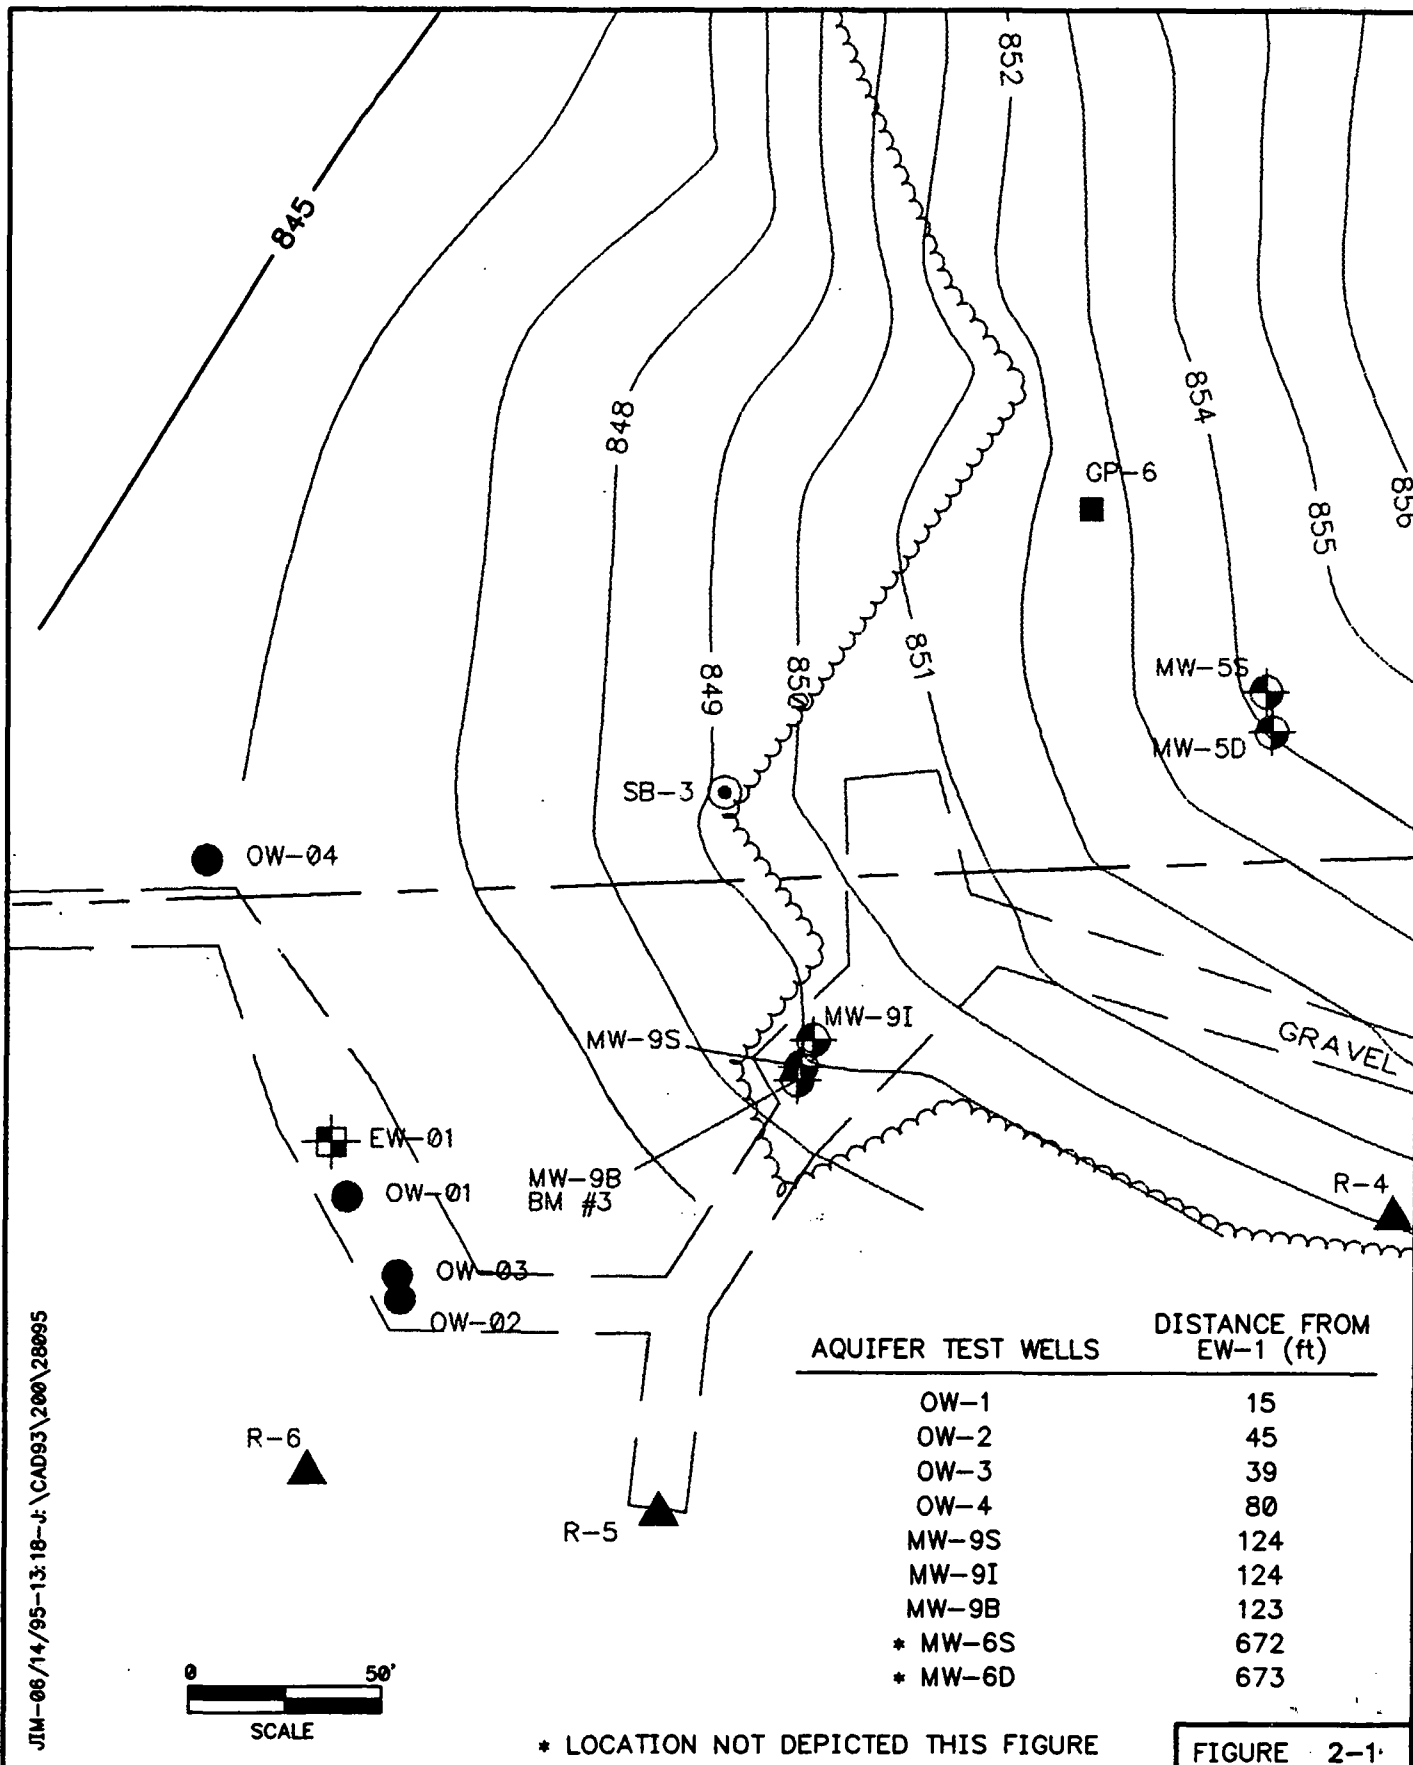 852
845
848
854
GP-6
856
855
851
849
850
MW-5S
MW-5D
SB-3
OW-04
MW-9I
MW-9S
GRAVEL
EW-01
OW-01
MW-9B
BM #3
R-4
OW-03
OW-02
R-6
R-5
AQUIFER TEST WELLS DISTANCE FROM EW-1 (ft)
OW-1 15
OW-2 45
OW-3 39
OW-4 80
MW-9S 124
MW-9I 124
MW-9B 123
* MW-6S 672
* MW-6D 673
0 50'
SCALE
* LOCATION NOT DEPICTED THIS FIGURE
FIGURE 2-1
JIM-06/14/95-13:18-J:\CAD93\200\28095